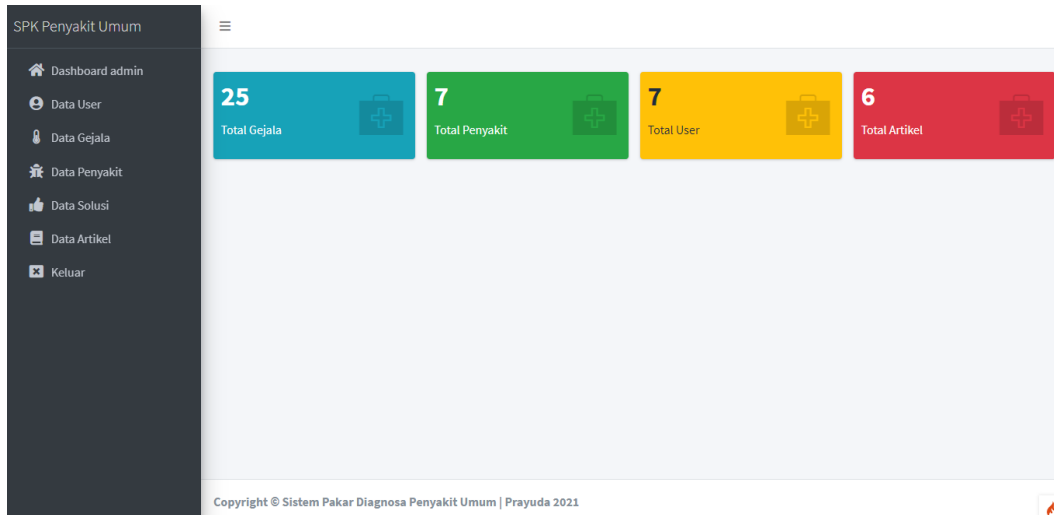 SPK Penyakit Umum
Dashboard admin
Data User
Data Gejala
Data Penyakit
Data Solusi
Data Artikel
Keluar
25
Total Gejala
7
Total Penyakit
7
Total User
6
Total Artikel
Copyright © Sistem Pakar Diagnosa Penyakit Umum | Prayuda 2021